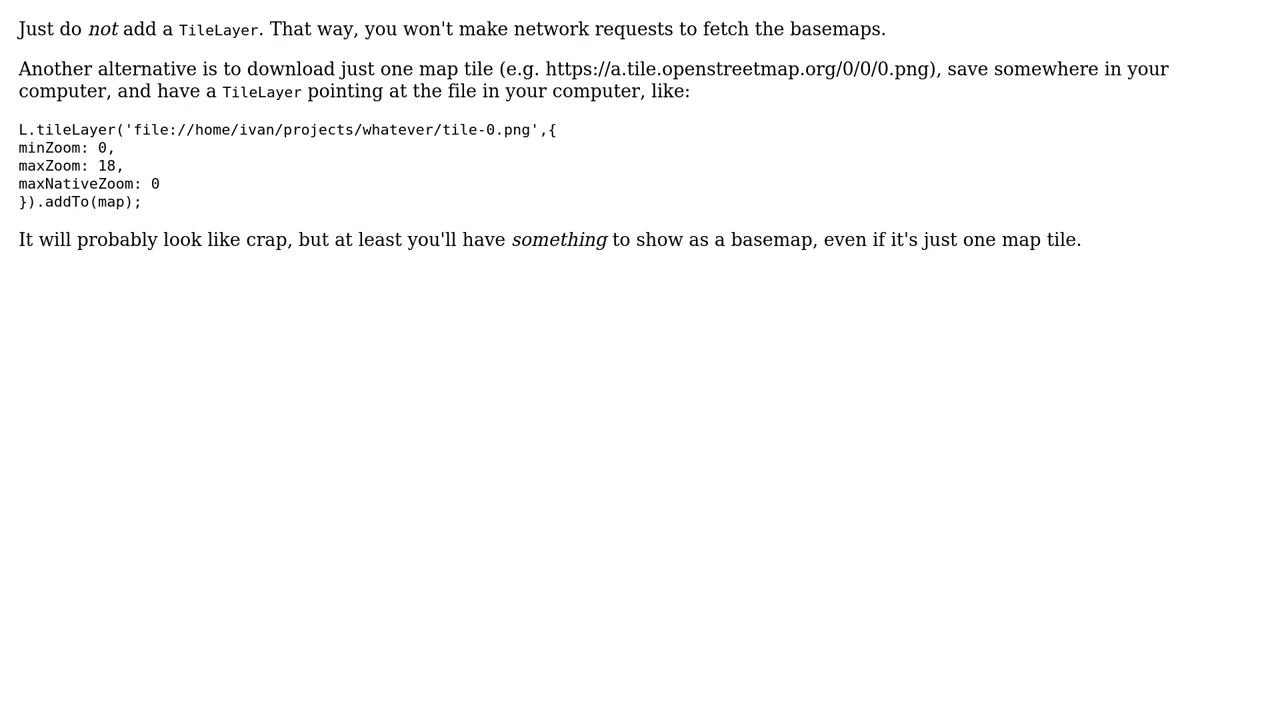 Just do not add a TileLayer. That way, you won't make network requests to fetch the basemaps.
Another alternative is to download just one map tile (e.g. https://a.tile.openstreetmap.org/0/0/0.png), save somewhere in your
computer, and have a TileLayer pointing at the file in your computer, like:
L.tileLayer('file://home/ivan/projects/whatever/tile-0.png',{
minZoom: 0,
maxZoom: 18,
maxNativeZoom: 0
}).addTo(map);
It will probably look like crap, but at least you'll have something to show as a basemap, even if it's just one map tile.